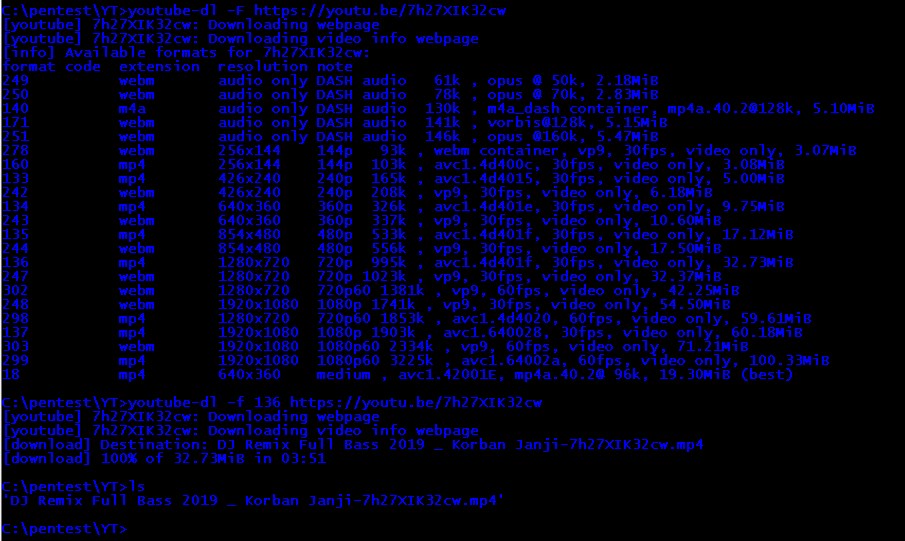 C:\pentest\YT>youtube-dl -F https://youtu.be/7h27XIK32cw
[youtube] 7h27XIK32cw: Downloading webpage
[youtube] 7h27XIK32cw: Downloading video info webpage
[info] Available formats for 7h27XIK32cw:
format code  extension  resolution note
249          webm       audio only DASH audio   61k , opus @ 50k, 2.18MiB
250          webm       audio only DASH audio   78k , opus @ 70k, 2.83MiB
140          m4a        audio only DASH audio  130k , m4a_dash container, mp4a.40.2@128k, 5.10MiB
171          webm       audio only DASH audio  141k , vorbis@128k, 5.15MiB
251          webm       audio only DASH audio  146k , opus @160k, 5.47MiB
278          webm       256x144    144p   93k , webm container, vp9, 30fps, video only, 3.07MiB
160          mp4        256x144    144p  103k , avc1.4d400c, 30fps, video only, 3.08MiB
133          mp4        426x240    240p  165k , avc1.4d4015, 30fps, video only, 5.00MiB
242          webm       426x240    240p  208k , vp9, 30fps, video only, 6.18MiB
134          mp4        640x360    360p  326k , avc1.4d401e, 30fps, video only, 9.75MiB
243          webm       640x360    360p  337k , vp9, 30fps, video only, 10.60MiB
135          mp4        854x480    480p  533k , avc1.4d401f, 30fps, video only, 17.12MiB
244          webm       854x480    480p  556k , vp9, 30fps, video only, 17.50MiB
136          mp4        1280x720   720p  995k , avc1.4d401f, 30fps, video only, 32.73MiB
247          webm       1280x720   720p 1023k , vp9, 30fps, video only, 32.37MiB
302          webm       1280x720   720p60 1381k , vp9, 60fps, video only, 42.25MiB
248          webm       1920x1080  1080p 1741k , vp9, 30fps, video only, 54.50MiB
298          mp4        1280x720   720p60 1853k , avc1.4d4020, 60fps, video only, 59.61MiB
137          mp4        1920x1080  1080p 1903k , avc1.640028, 30fps, video only, 60.18MiB
303          webm       1920x1080  1080p60 2334k , vp9, 60fps, video only, 71.21MiB
299          mp4        1920x1080  1080p60 3225k , avc1.64002a, 60fps, video only, 100.33MiB
18           mp4        640x360    medium , avc1.42001E, mp4a.40.2@ 96k, 19.30MiB (best)
C:\pentest\YT>youtube-dl -f 136 https://youtu.be/7h27XIK32cw
[youtube] 7h27XIK32cw: Downloading webpage
[youtube] 7h27XIK32cw: Downloading video info webpage
[download] Destination: DJ Remix Full Bass 2019 _ Korban Janji-7h27XIK32cw.mp4
[download] 100% of 32.73MiB in 03:51
C:\pentest\YT>ls
'DJ Remix Full Bass 2019 _ Korban Janji-7h27XIK32cw.mp4'
C:\pentest\YT>